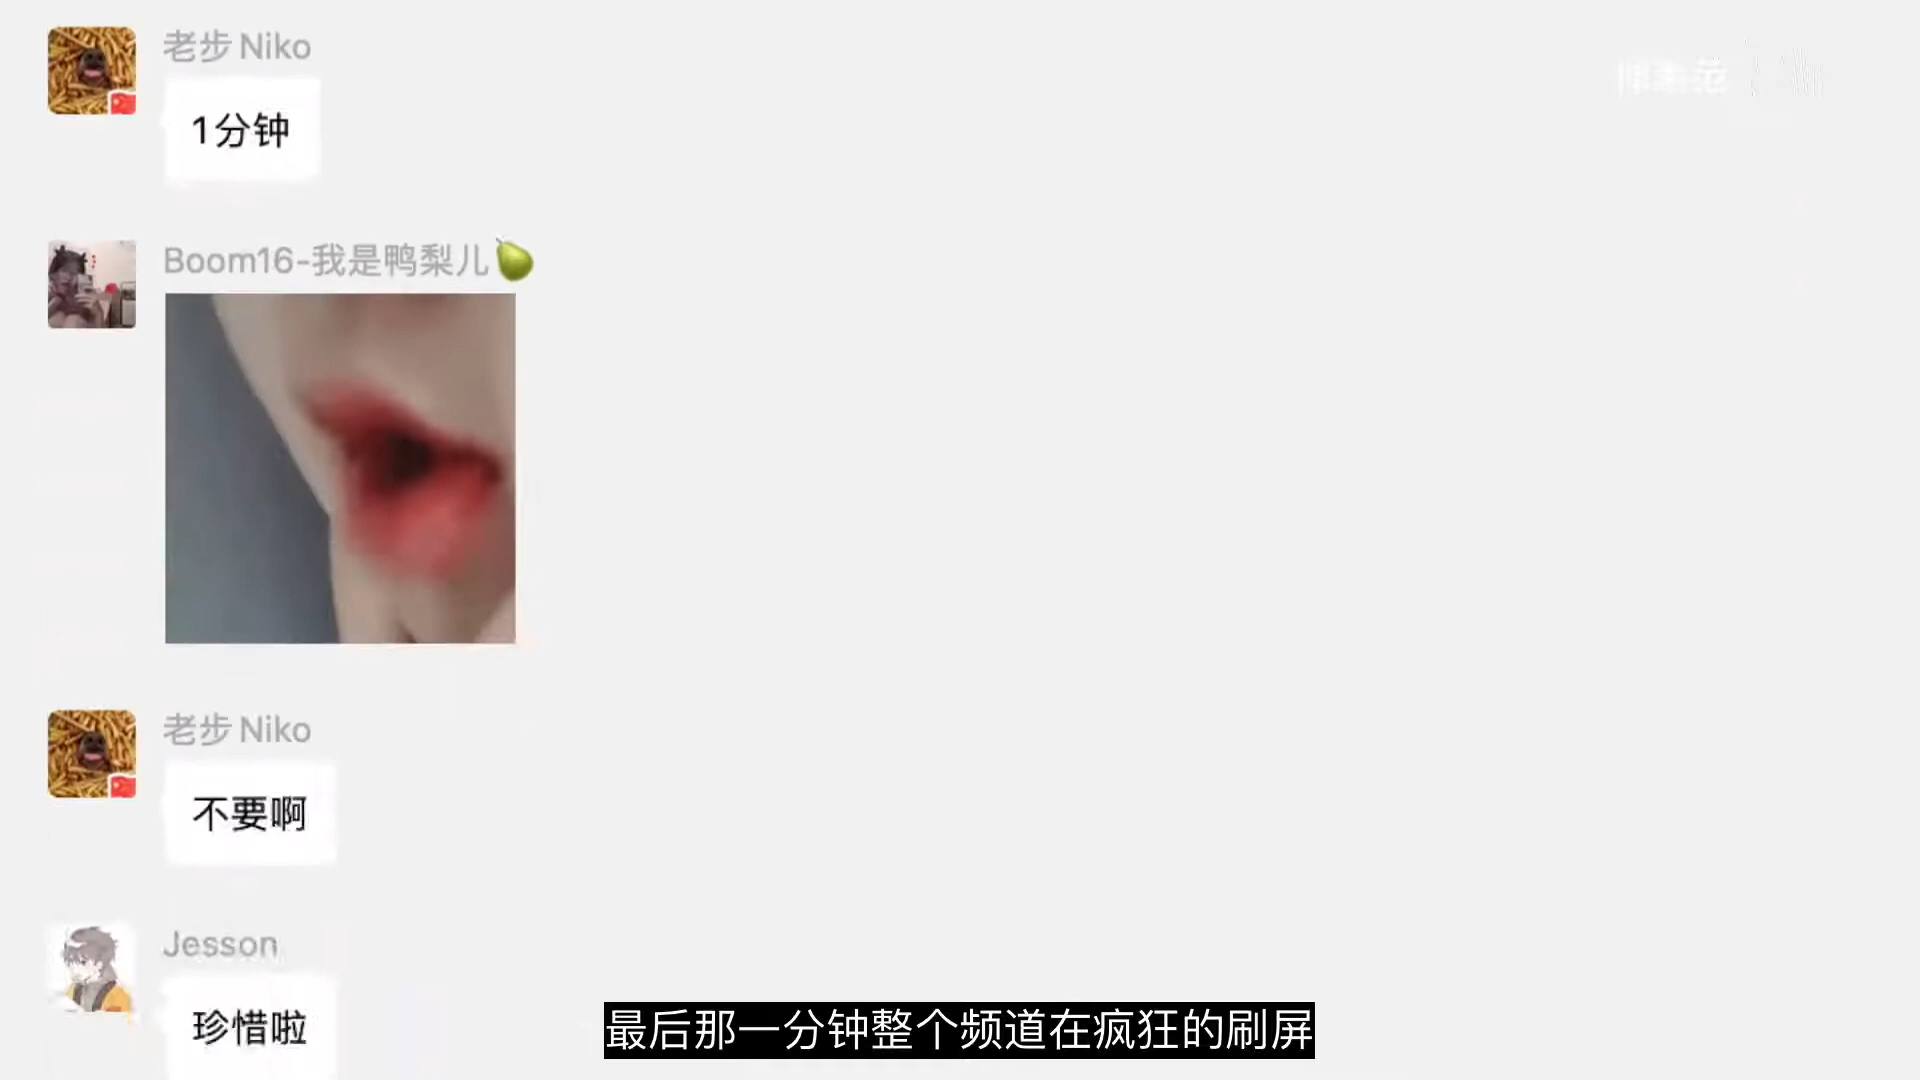 老步 Niko
1分钟
Boom16-我是鸭梨儿🍐
老步 Niko
不要啊
Jesson
珍惜啦
最后那一分钟整个频道在疯狂的刷屏